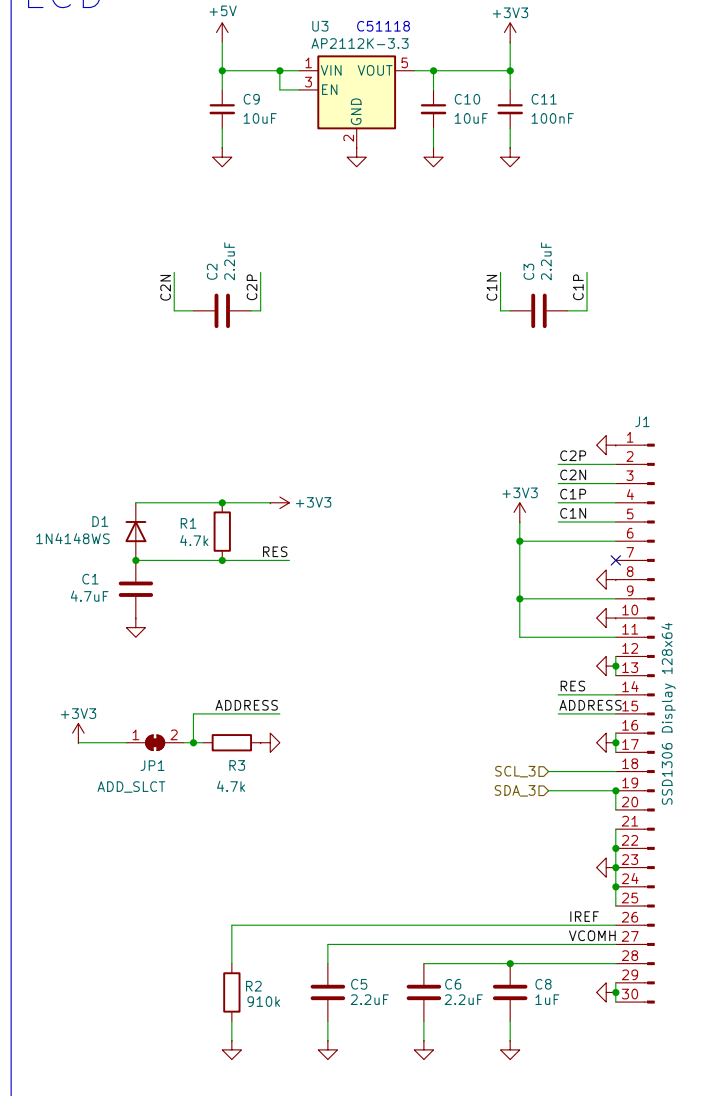 LCD
+5V
U3 C51118
AP2112K-3.3
+3V3
1 VIN VOUT 5
3 EN
GND
2
C9
10uF
C10
10uF
C11
100nF
C2N
C2
2.2uF
C2P
C1N
C3
2.2uF
C1P
J1
1
C2P 2
C2N 3
C1P 4
C1N 5
+3V3
6
7
8
9
10
11
12
13
RES 14
ADDRESS 15
16
17
SCL_3 18
SDA_3 19
20
21
22
23
24
25
IREF 26
VCOMH 27
28
29
30
SSD1306 Display 128x64
+3V3
D1
1N4148WS
R1
4.7k
RES
C1
4.7uF
+3V3
ADDRESS
1 2
JP1
ADD_SLCT
R3
4.7k
R2
910k
C5
2.2uF
C6
2.2uF
C8
1uF